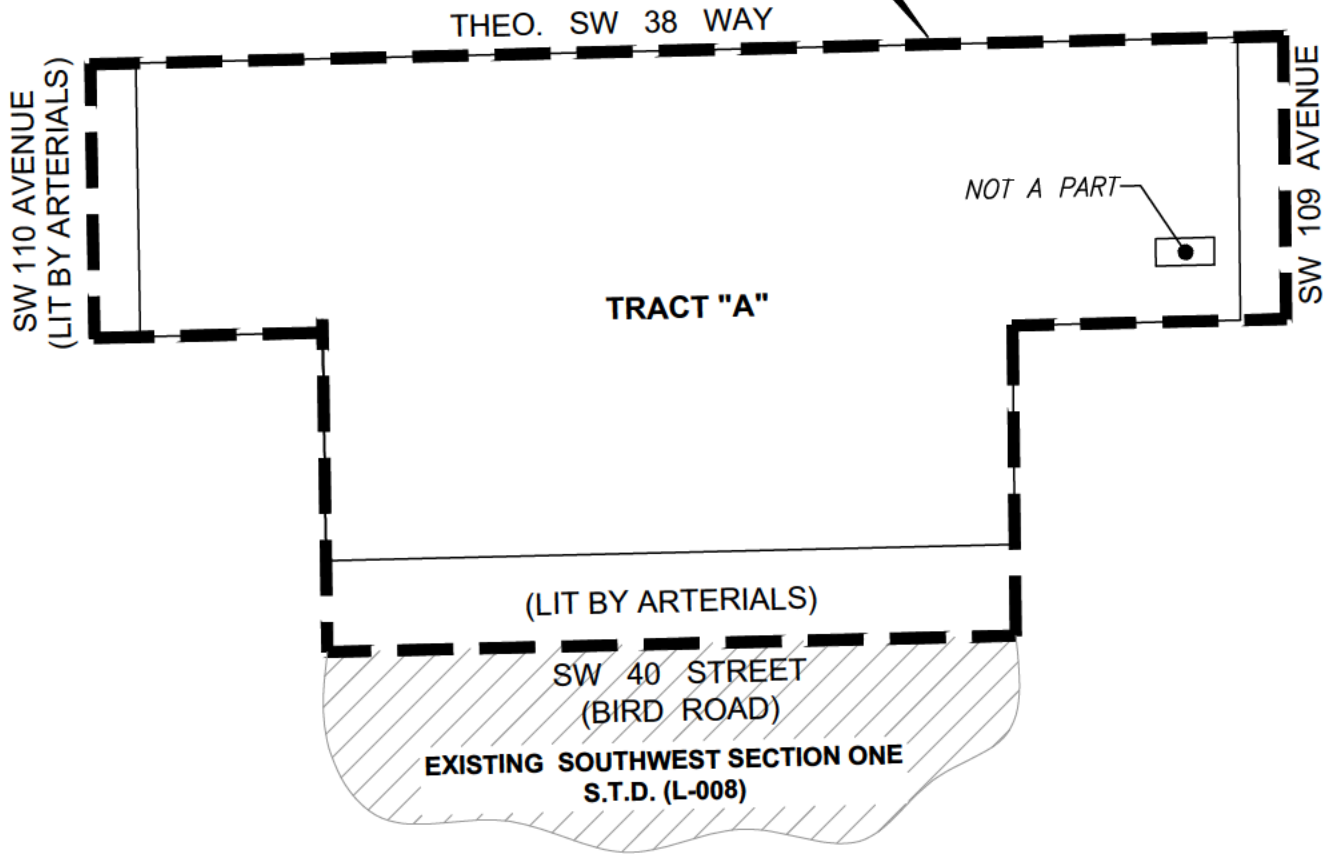 THEO. SW 38 WAY
SW 110 AVENUE
(LIT BY ARTERIALS)
NOT A PART
SW 109 AVENUE
TRACT "A"
(LIT BY ARTERIALS)
SW 40 STREET
(BIRD ROAD)
EXISTING SOUTHWEST SECTION ONE
S.T.D. (L-008)